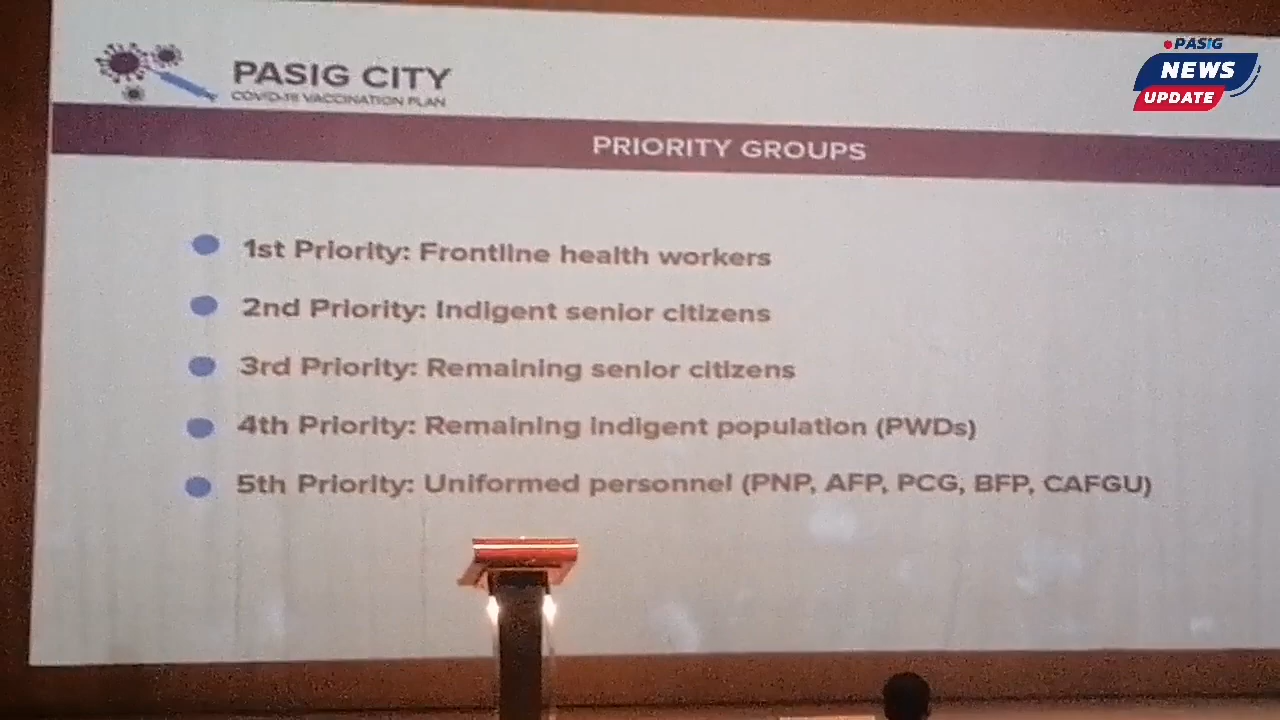 PASIG CITY
COVID-19 VACCINATION PLAN
PASIG
NEWS
UPDATE
PRIORITY GROUPS
1st Priority: Frontline health workers
2nd Priority: Indigent senior citizens
3rd Priority: Remaining senior citizens
4th Priority: Remaining indigent population (PWDs)
5th Priority: Uniformed personnel (PNP, AFP, PCG, BFP, CAFGU)